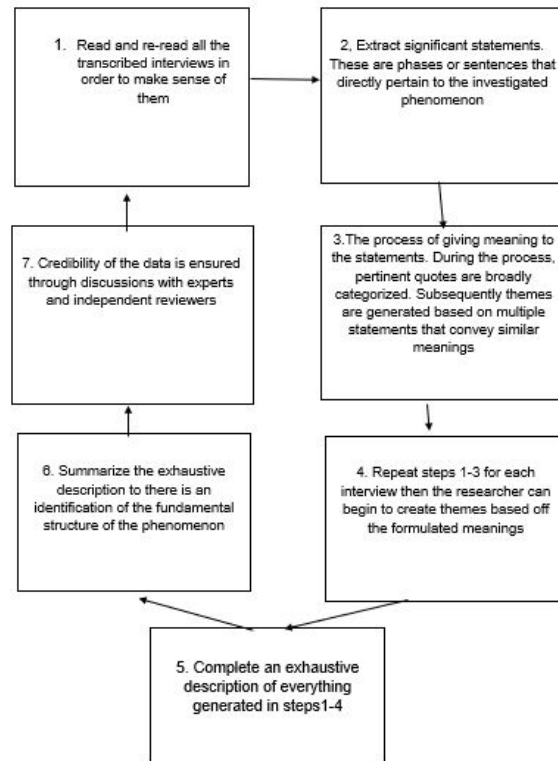 1. Read and re-read all the
transcribed interviews in
order to make sense of
them
2, Extract significant statements.
These are phases or sentences that
directly pertain to the investigated
phenomenon
3.The process of giving meaning to
the statements. During the process,
pertinent quotes are broadly
categorized. Subsequently themes
are generated based on multiple
statements that convey similar
meanings
4. Repeat steps 1-3 for each
interview then the researcher can
begin to create themes based off
the formulated meanings
5. Complete an exhaustive
description of everything
generated in steps1-4
6. Summarize the exhaustive
description to there is an
identification of the fundamental
structure of the phenomenon
7. Credibility of the data is ensured
through discussions with experts
and independent reviewers